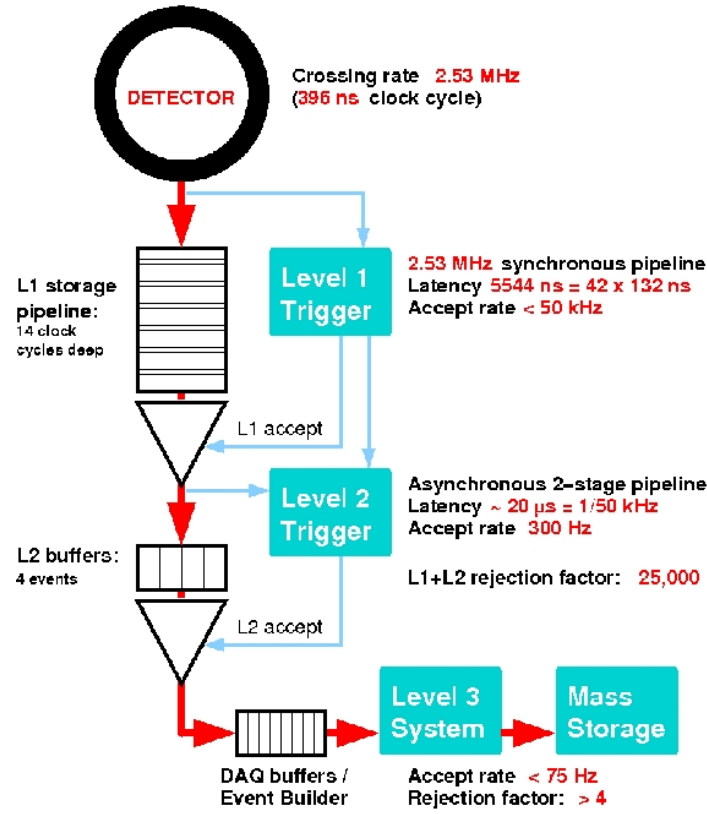 DETECTOR
Crossing rate 2.53 MHz
(396 ns clock cycle)
L1 storage
pipeline:
14 clock
cycles deep
Level 1
Trigger
2.53 MHz synchronous pipeline
Latency 5544 ns = 42 x 132 ns
Accept rate < 50 kHz
L1 accept
Level 2
Trigger
Asynchronous 2-stage pipeline
Latency ~ 20 µs = 1/50 kHz
Accept rate 300 Hz
L2 buffers:
4 events
L1+L2 rejection factor: 25,000
L2 accept
Level 3
System
Mass
Storage
DAQ buffers /
Event Builder
Accept rate < 75 Hz
Rejection factor: > 4